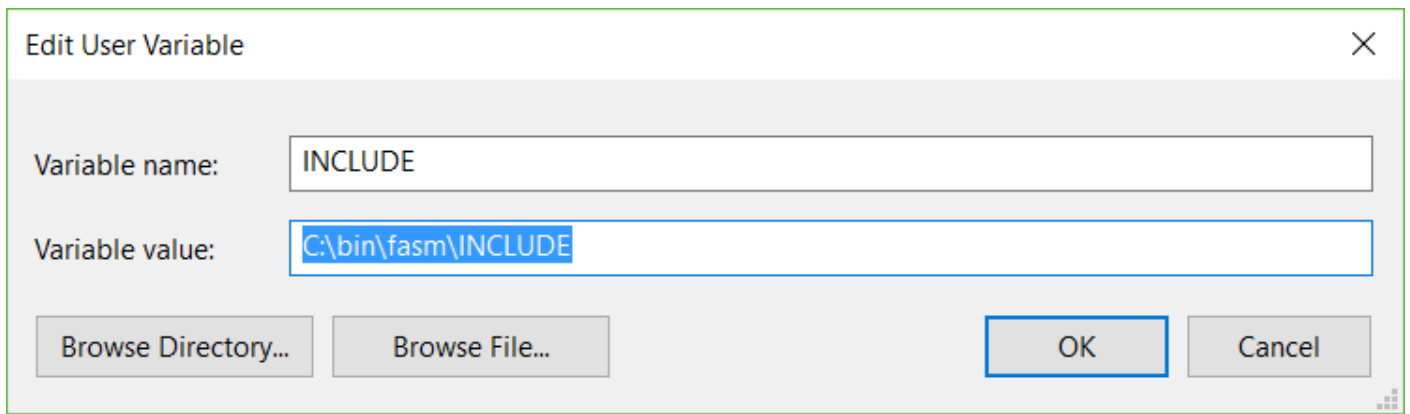 Edit User Variable
Variable name: INCLUDE
Variable value: C:\bin\fasm\INCLUDE
Browse Directory... Browse File... OK Cancel